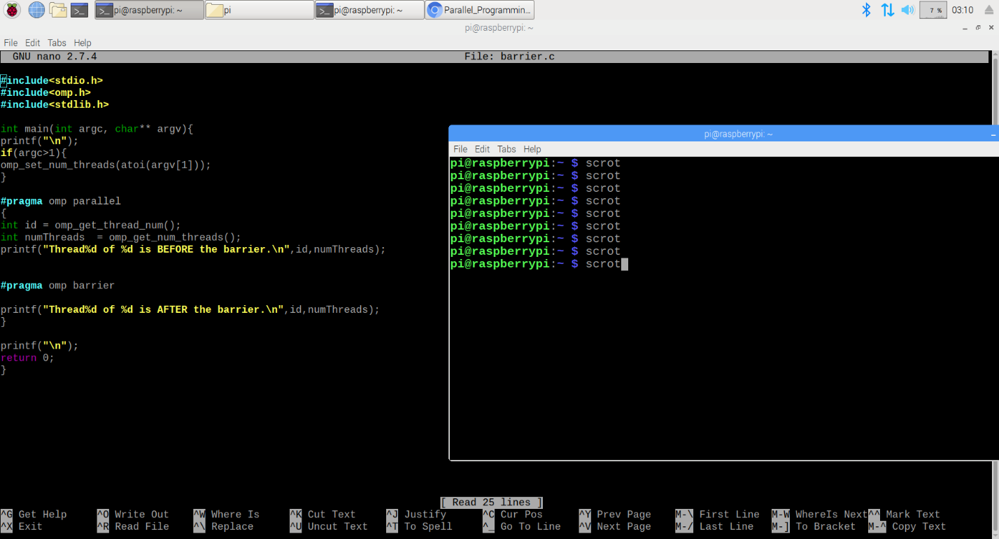 pi@raspberrypi: ~ pi pi@raspberrypi: ~ Parallel_Programmin... 7 % 03:10
pi@raspberrypi: ~
File Edit Tabs Help
GNU nano 2.7.4 File: barrier.c
#include<stdio.h>
#include<omp.h>
#include<stdlib.h>
int main(int argc, char** argv){
printf("\n");
if(argc>1){
omp_set_num_threads(atoi(argv[1]));
}
#pragma omp parallel
{
int id = omp_get_thread_num();
int numThreads  = omp_get_num_threads();
printf("Thread%d of %d is BEFORE the barrier.\n",id,numThreads);
#pragma omp barrier
printf("Thread%d of %d is AFTER the barrier.\n",id,numThreads);
}
printf("\n");
return 0;
}
pi@raspberrypi: ~
File Edit Tabs Help
pi@raspberrypi:~ $ scrot
pi@raspberrypi:~ $ scrot
pi@raspberrypi:~ $ scrot
pi@raspberrypi:~ $ scrot
pi@raspberrypi:~ $ scrot
pi@raspberrypi:~ $ scrot
pi@raspberrypi:~ $ scrot
pi@raspberrypi:~ $ scrot
pi@raspberrypi:~ $ scrot
[ Read 25 lines ]
^G Get Help ^O Write Out ^W Where Is ^K Cut Text ^J Justify ^C Cur Pos ^Y Prev Page M-\ First Line M-W WhereIs Next ^^ Mark Text
^X Exit ^R Read File ^\ Replace ^U Uncut Text ^T To Spell ^_ Go To Line ^V Next Page M-/ Last Line M-] To Bracket M-^ Copy Text